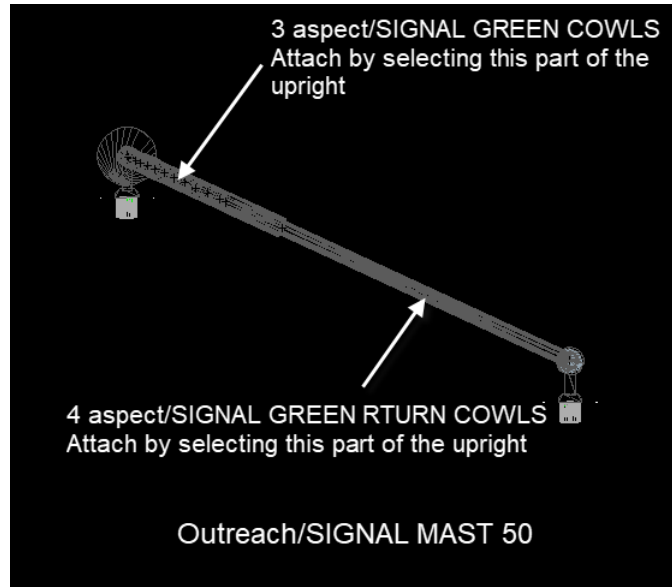 3 aspect/SIGNAL GREEN COWLS
Attach by selecting this part of the
upright
4 aspect/SIGNAL GREEN RTURN COWLS
Attach by selecting this part of the upright
Outreach/SIGNAL MAST 50